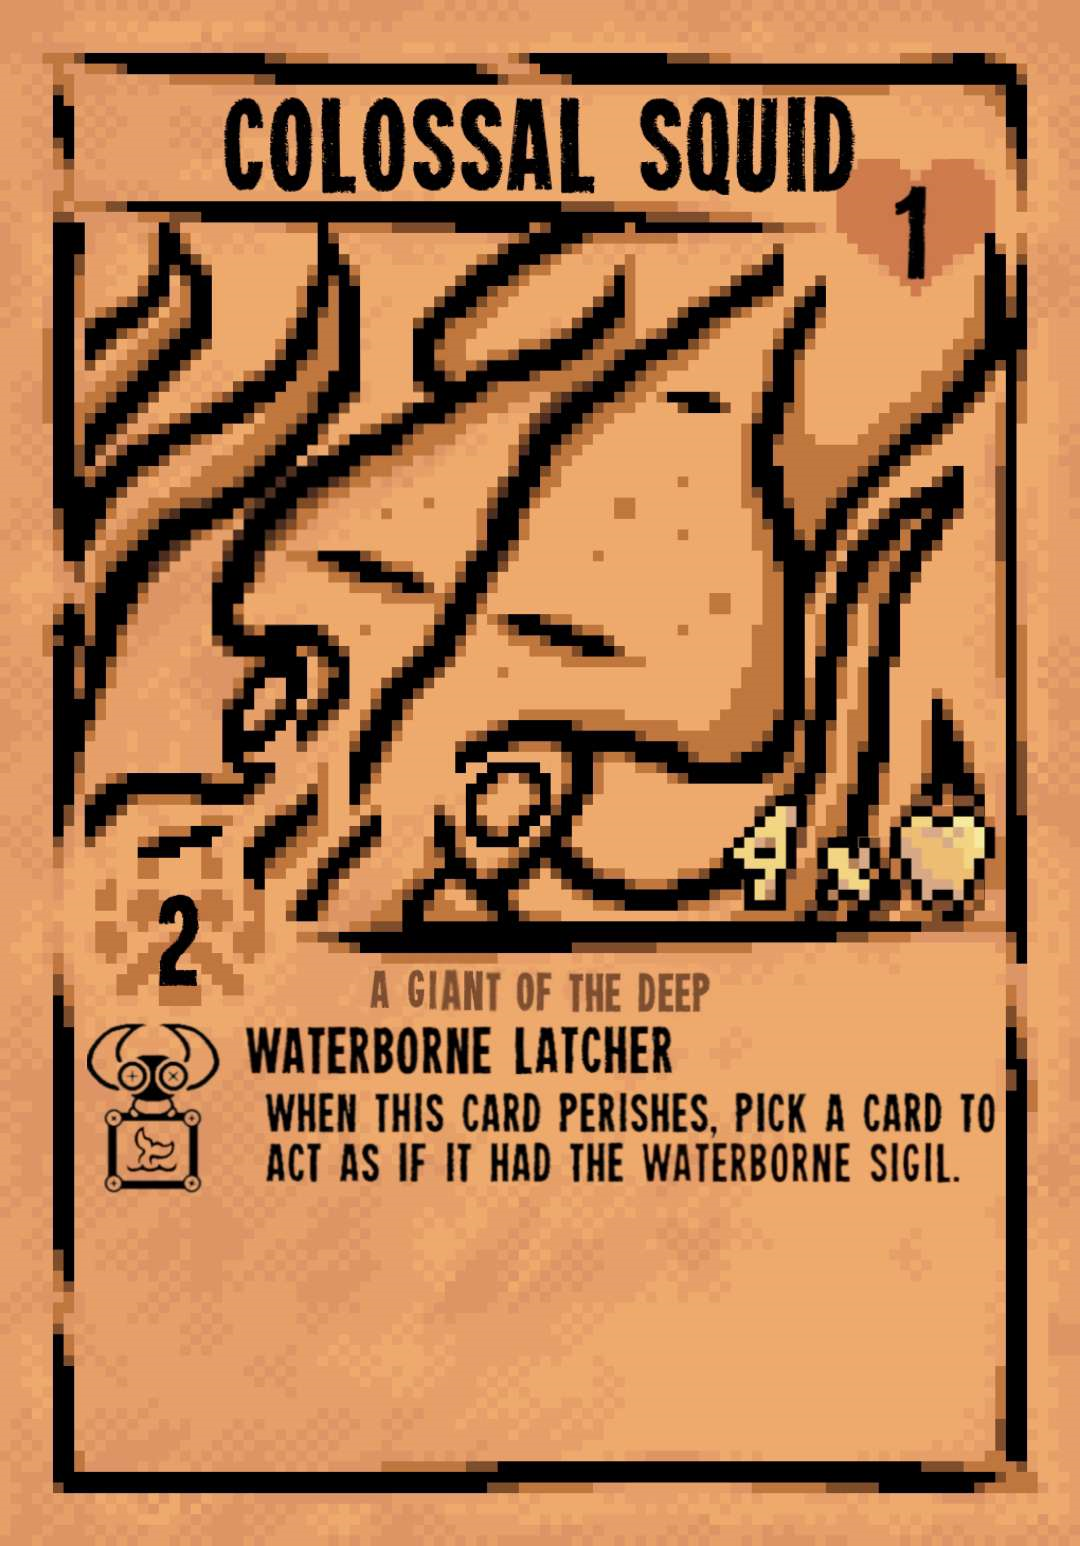 COLOSSAL SQUID
1
4 x
2
A GIANT OF THE DEEP
WATERBORNE LATCHER
WHEN THIS CARD PERISHES, PICK A CARD TO
ACT AS IF IT HAD THE WATERBORNE SIGIL.